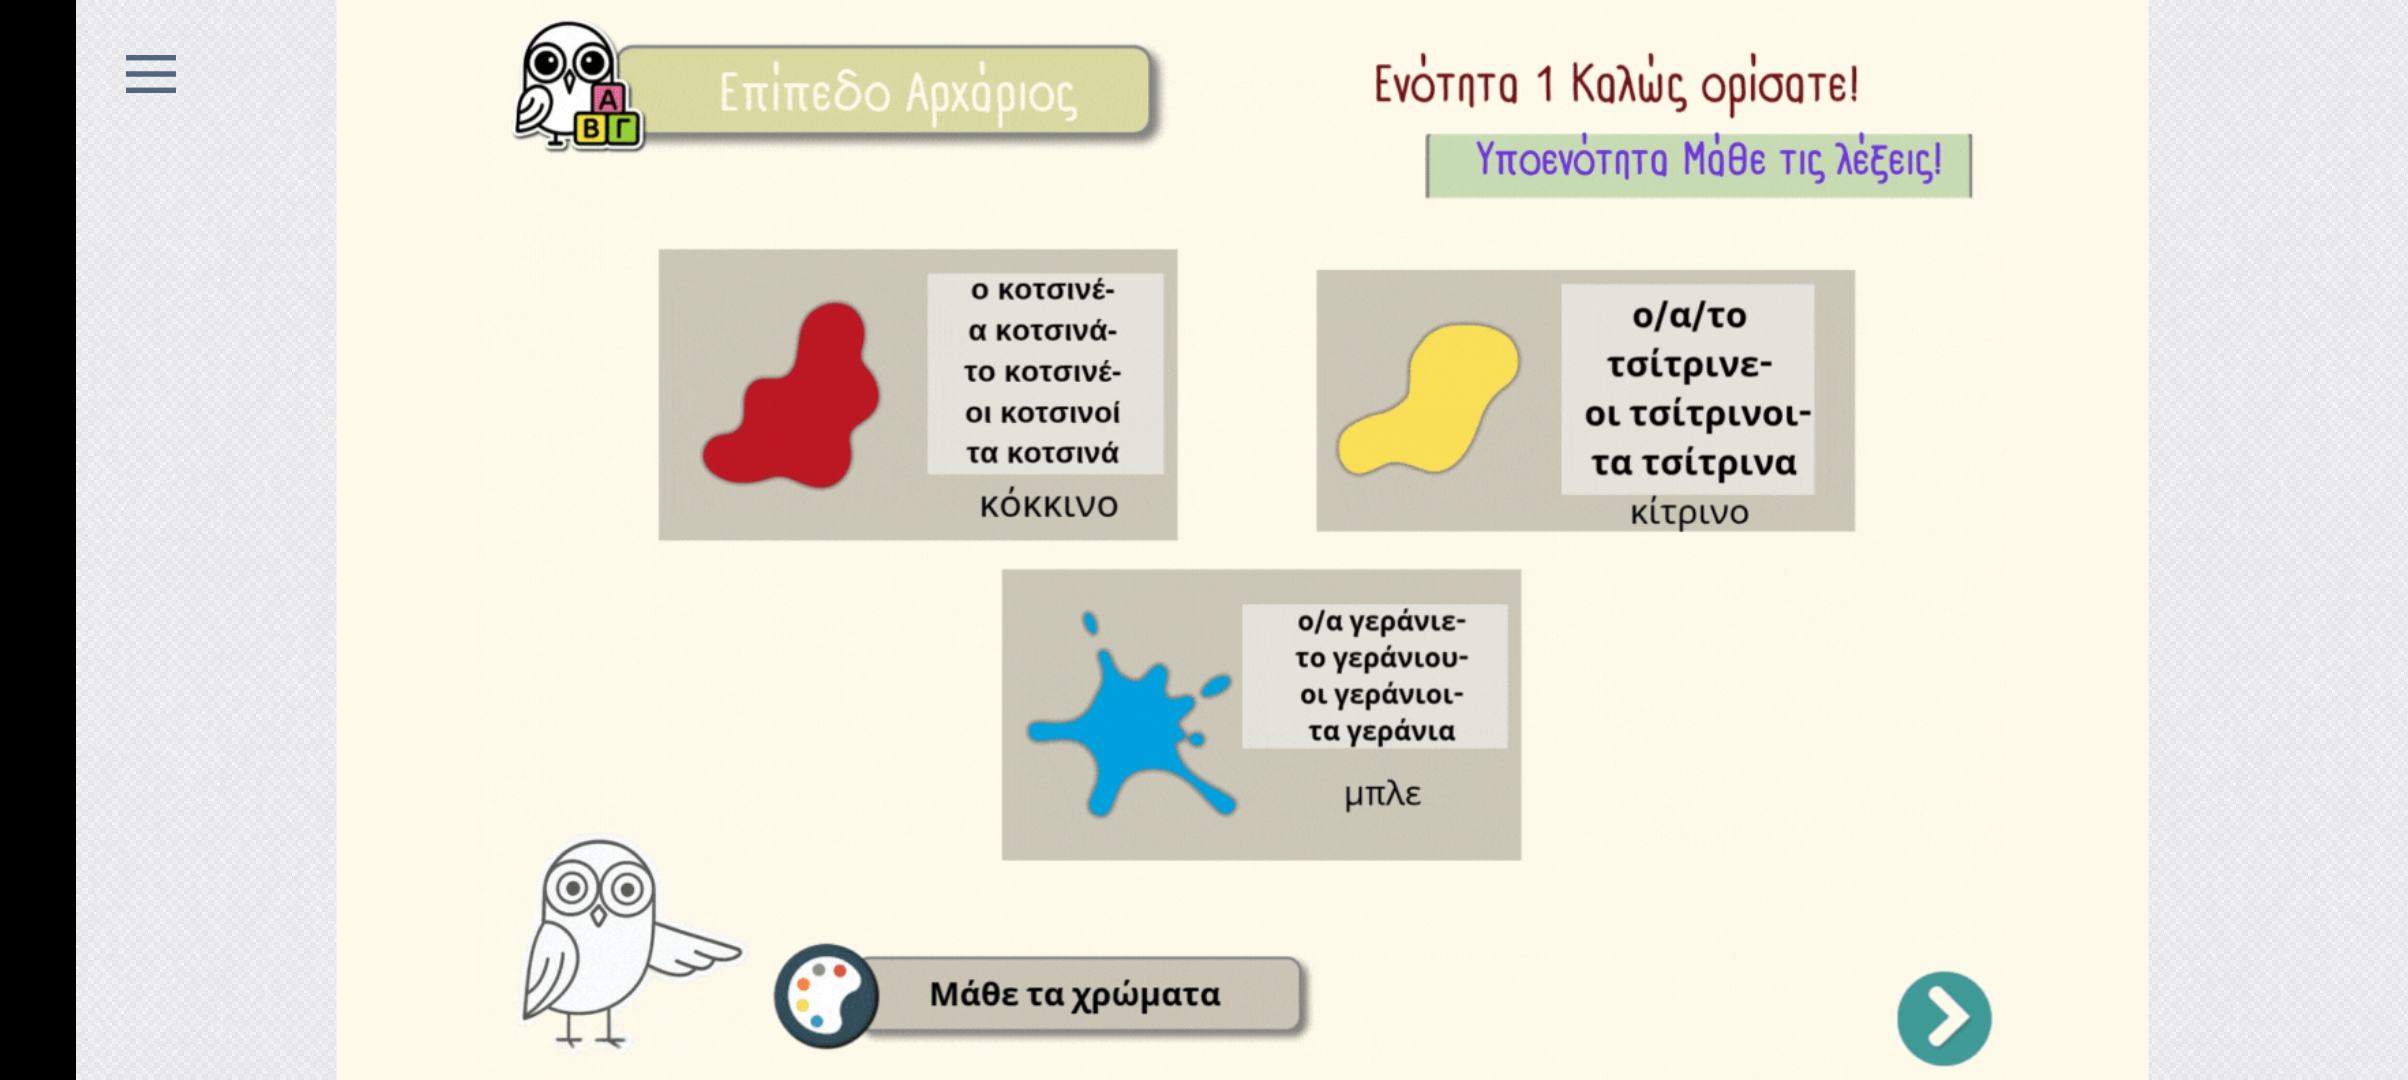 Επίπεδο Αρχάριος
Ενότητα 1 Καλώς ορίσατε!
Υποενότητα Μάθε τις λέξεις!
Α
Β Γ
ο κοτσινέ-
α κοτσινά-
το κοτσινέ-
οι κοτσινοί
τα κοτσινά
κόκκινο
ο/α/το
τσίτρινε-
οι τσίτρινοι-
τα τσίτρινα
κίτρινο
ο/α γεράνιε-
το γεράνιου-
οι γεράνιοι-
τα γεράνια
μπλε
Μάθε τα χρώματα